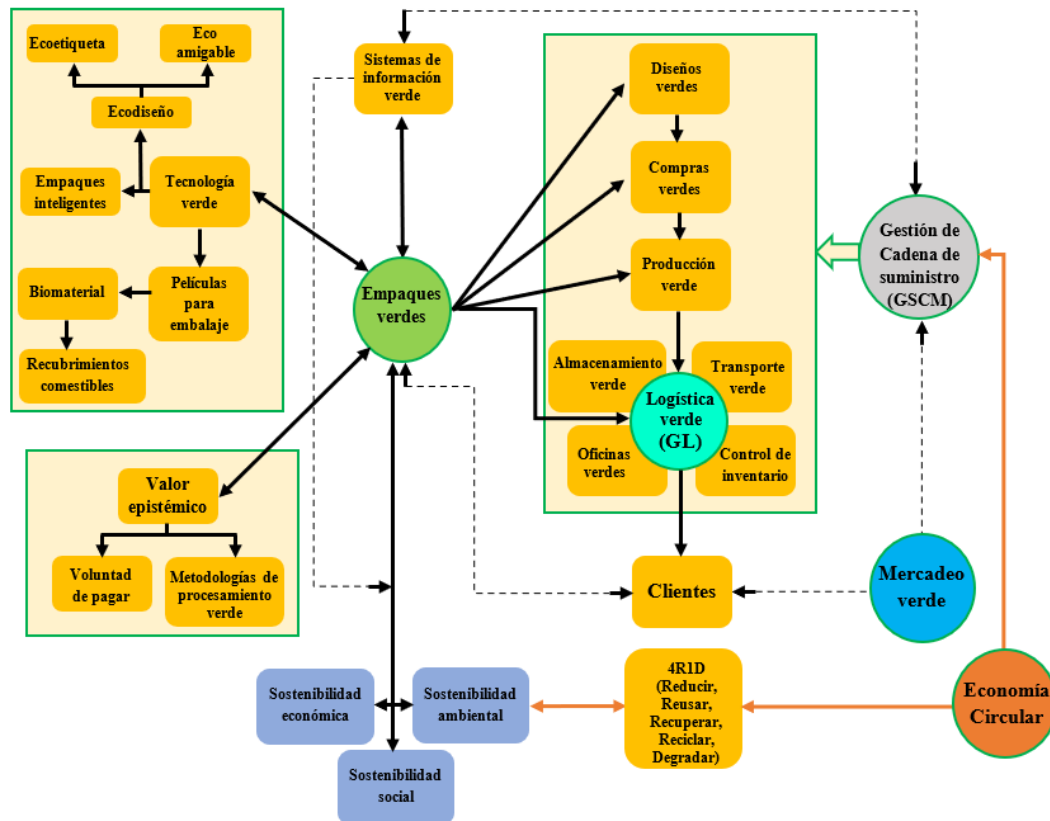 Ecoetiqueta
Eco
amigable
Ecodiseño
Empaques
inteligentes
Tecnología
verde
Biomaterial
Películas
para
embalaje
Recubrimientos
comestibles
Valor
epistémico
Voluntad
de pagar
Metodologías de
procesamiento
verde
Sistemas de
información
verde
Empaques
verdes
Sostenibilidad
económica
Sostenibilidad
ambiental
Sostenibilidad
social
Diseños
verdes
Compras
verdes
Producción
verde
Almacenamiento
verde
Transporte
verde
Logística
verde
(GL)
Oficinas
verdes
Control de
inventario
Clientes
4R1D
(Reducir,
Reusar,
Recuperar,
Reciclar,
Degradar)
Gestión de
Cadena de
suministro
(GSCM)
Mercadeo
verde
Economía
Circular